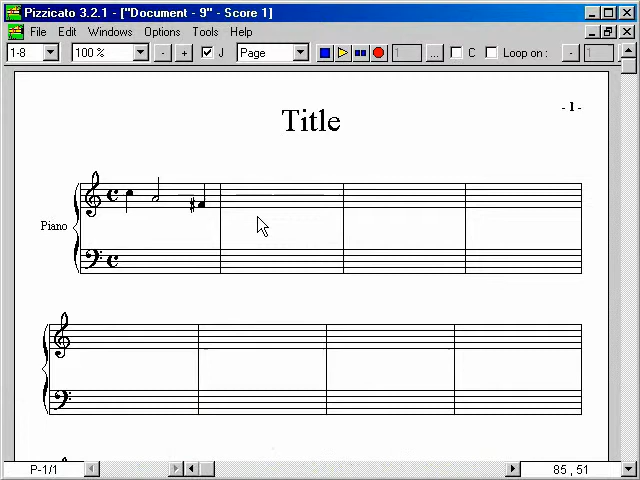 Pizzicato 3.2.1 - ["Document - 9" - Score 1]
File Edit Windows Options Tools Help
1-8 100 % - + J Page 1 ... C Loop on : - 1
- 1 -
Title
Piano
P-1/1 85 , 51